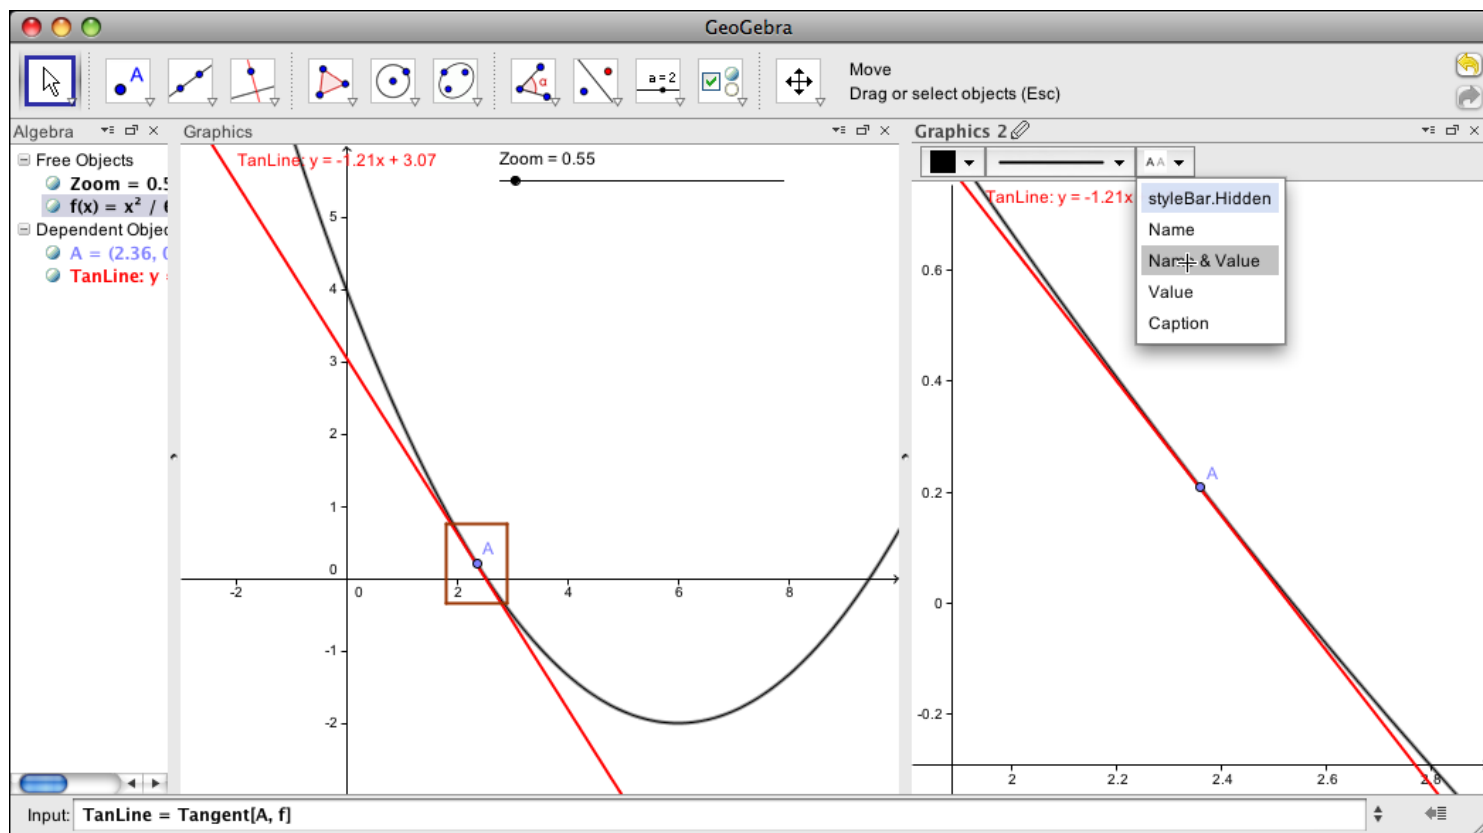 GeoGebra
A
α
a=2
Move
Drag or select objects (Esc)
Algebra
Graphics
Graphics 2
Free Objects
Zoom = 0.5
f(x) = x² / 6
Dependent Objec
A = (2.36, 0
TanLine: y =
TanLine: y = -1.21x + 3.07
Zoom = 0.55
5
4
3
2
1
0
-1
-2
-2
0
2
4
6
8
A
A A
TanLine: y = -1.21x
styleBar.Hidden
Name
Name & Value
Value
Caption
0.6
0.4
0.2
0
-0.2
2
2.2
2.4
2.6
2.8
A
Input:
TanLine = Tangent[A, f]